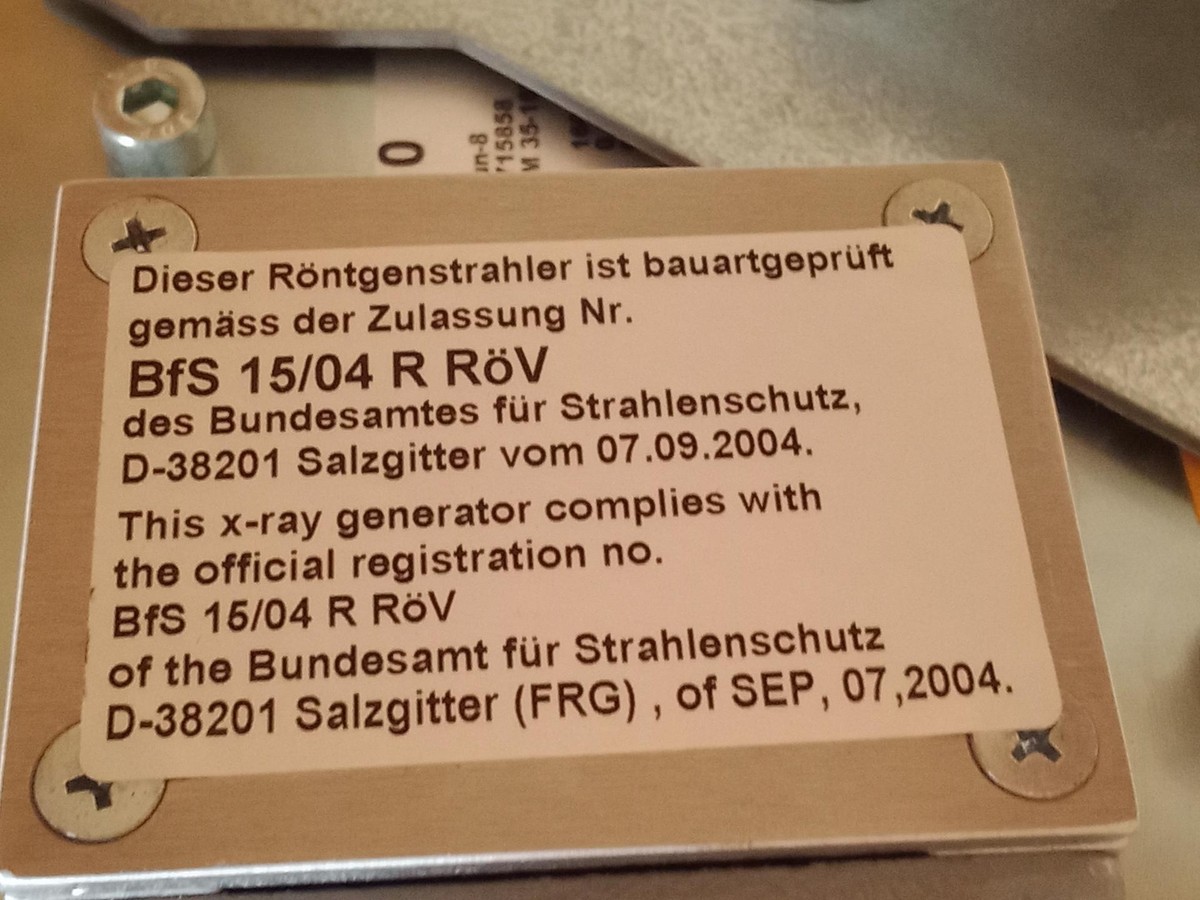 0
15858
Dieser Röntgenstrahler ist bauartgeprüft
gemäss der Zulassung Nr.
BfS 15/04 R RöV
des Bundesamtes für Strahlenschutz,
D-38201 Salzgitter vom 07.09.2004.
This x-ray generator complies with
the official registration no.
BfS 15/04 R RöV
of the Bundesamt für Strahlenschutz
D-38201 Salzgitter (FRG) , of SEP, 07,2004.